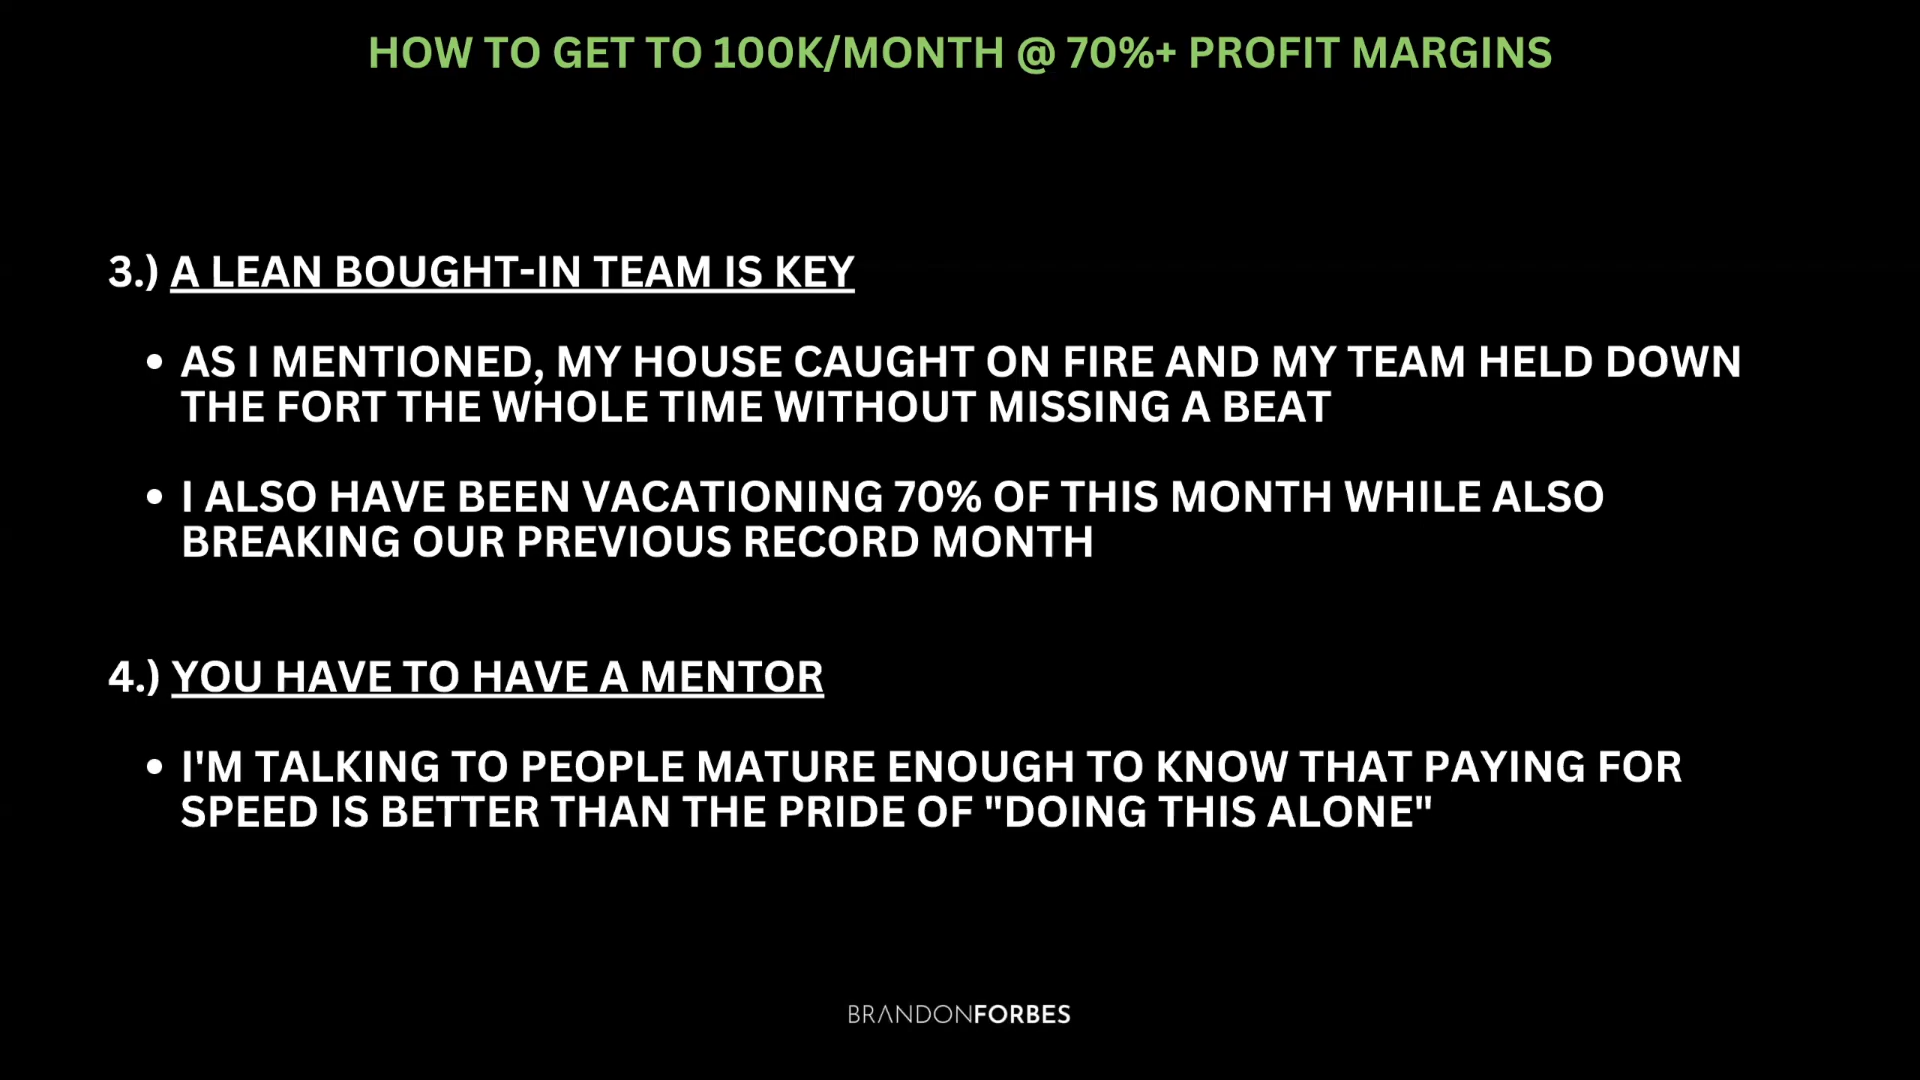 HOW TO GET TO 100K/MONTH @ 70%+ PROFIT MARGINS
3.) A LEAN BOUGHT-IN TEAM IS KEY
• AS I MENTIONED, MY HOUSE CAUGHT ON FIRE AND MY TEAM HELD DOWN
THE FORT THE WHOLE TIME WITHOUT MISSING A BEAT
• I ALSO HAVE BEEN VACATIONING 70% OF THIS MONTH WHILE ALSO
BREAKING OUR PREVIOUS RECORD MONTH
4.) YOU HAVE TO HAVE A MENTOR
• I'M TALKING TO PEOPLE MATURE ENOUGH TO KNOW THAT PAYING FOR
SPEED IS BETTER THAN THE PRIDE OF "DOING THIS ALONE"
BRANDONFORBES